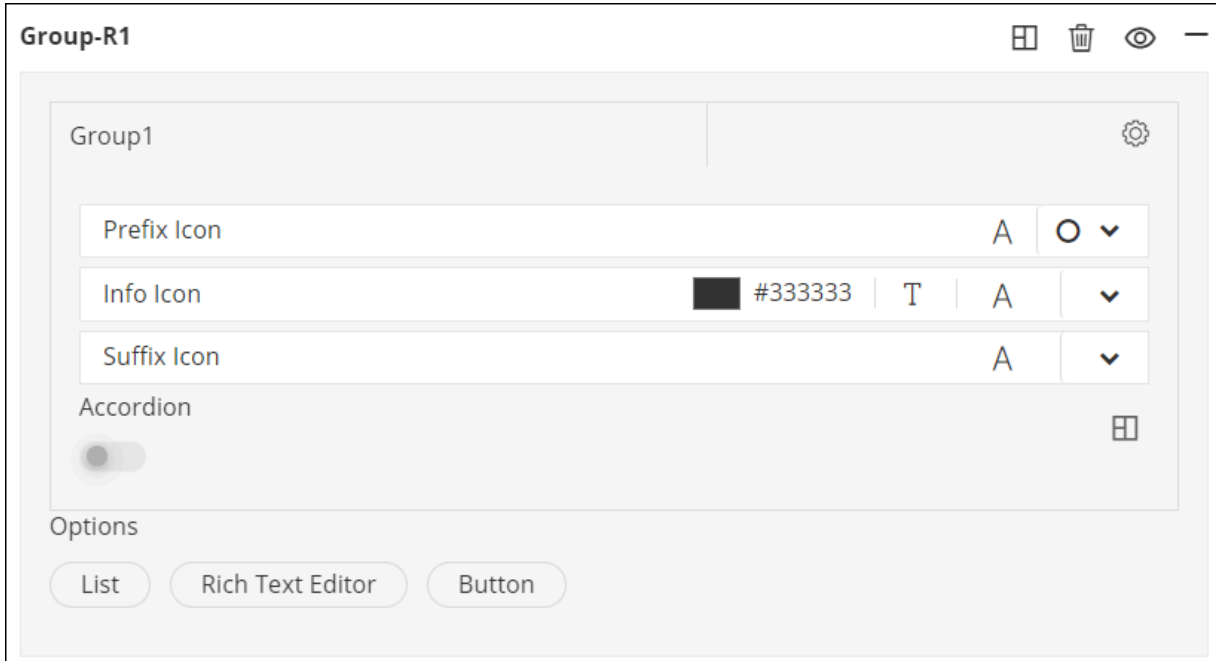 Group-R1
Group1
Prefix Icon A
Info Icon #333333 T A
Suffix Icon A
Accordion
Options
List Rich Text Editor Button